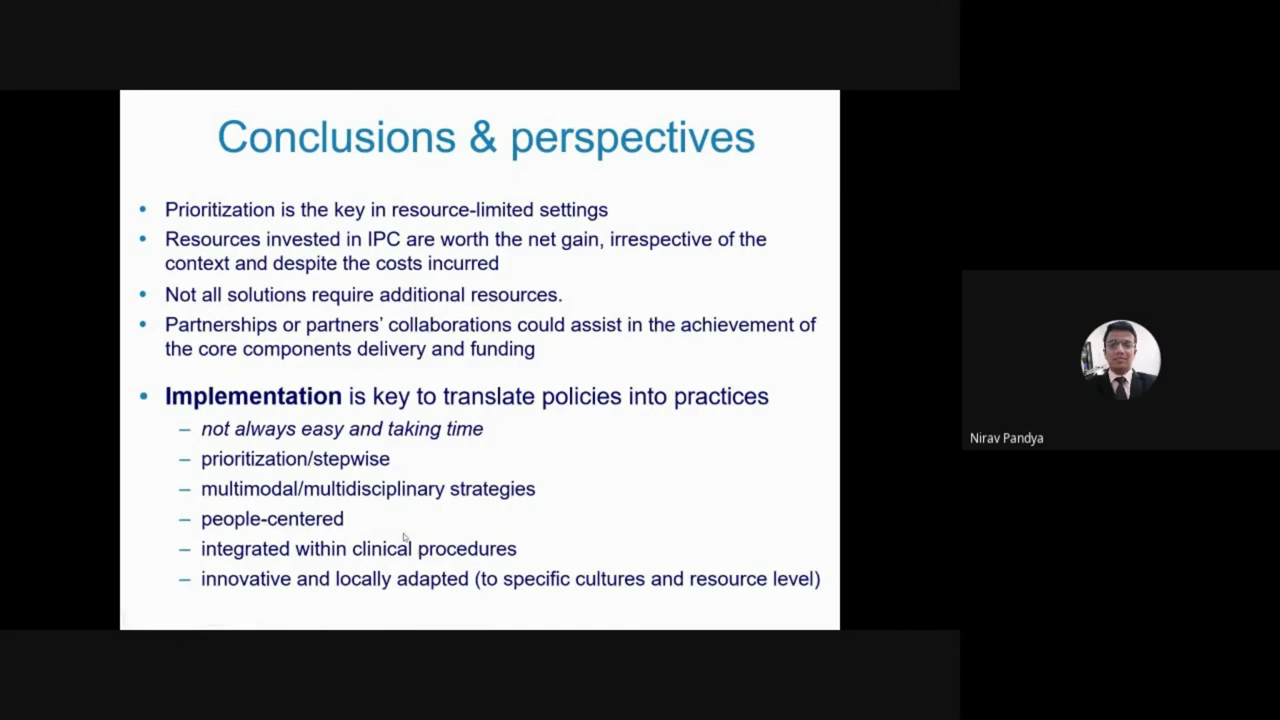 Conclusions & perspectives
• Prioritization is the key in resource-limited settings
• Resources invested in IPC are worth the net gain, irrespective of the
context and despite the costs incurred
• Not all solutions require additional resources.
• Partnerships or partners’ collaborations could assist in the achievement of
the core components delivery and funding
• Implementation is key to translate policies into practices
– not always easy and taking time
– prioritization/stepwise
– multimodal/multidisciplinary strategies
– people-centered
– integrated within clinical procedures
– innovative and locally adapted (to specific cultures and resource level)
Nirav Pandya